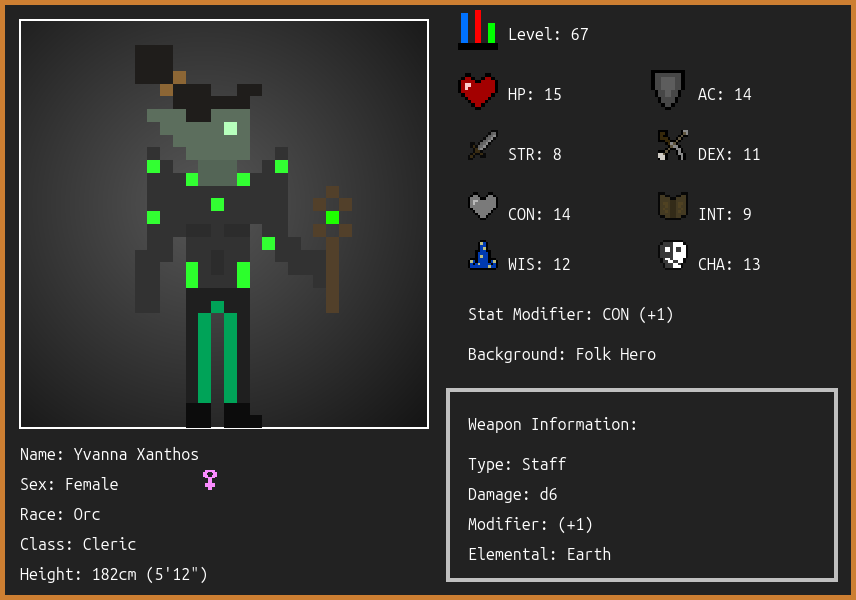 Level: 67
HP: 15
AC: 14
STR: 8
DEX: 11
CON: 14
INT: 9
WIS: 12
CHA: 13
Stat Modifier: CON (+1)
Background: Folk Hero
Weapon Information:
Type: Staff
Damage: d6
Modifier: (+1)
Elemental: Earth
Name: Yvanna Xanthos
Sex: Female
Race: Orc
Class: Cleric
Height: 182cm (5'12")